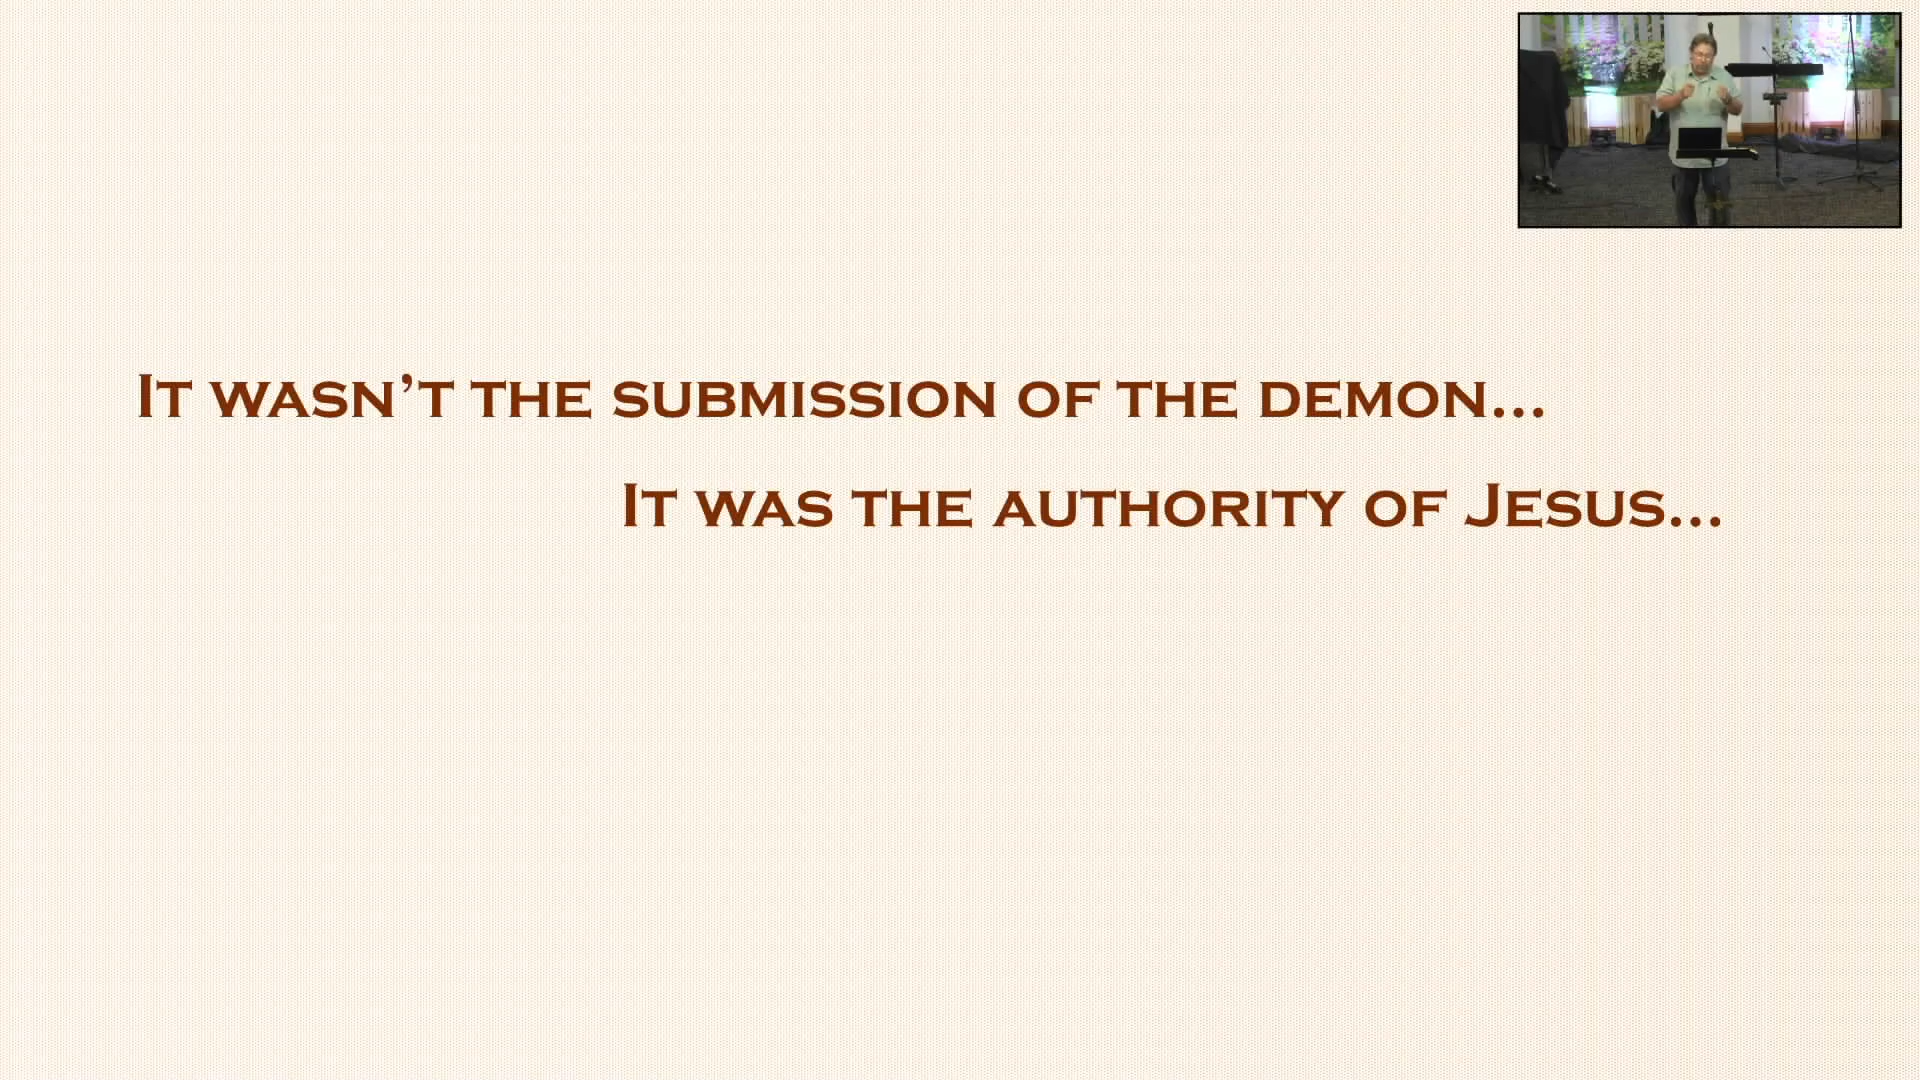 It wasn’t the submission of the demon…
It was the authority of Jesus…